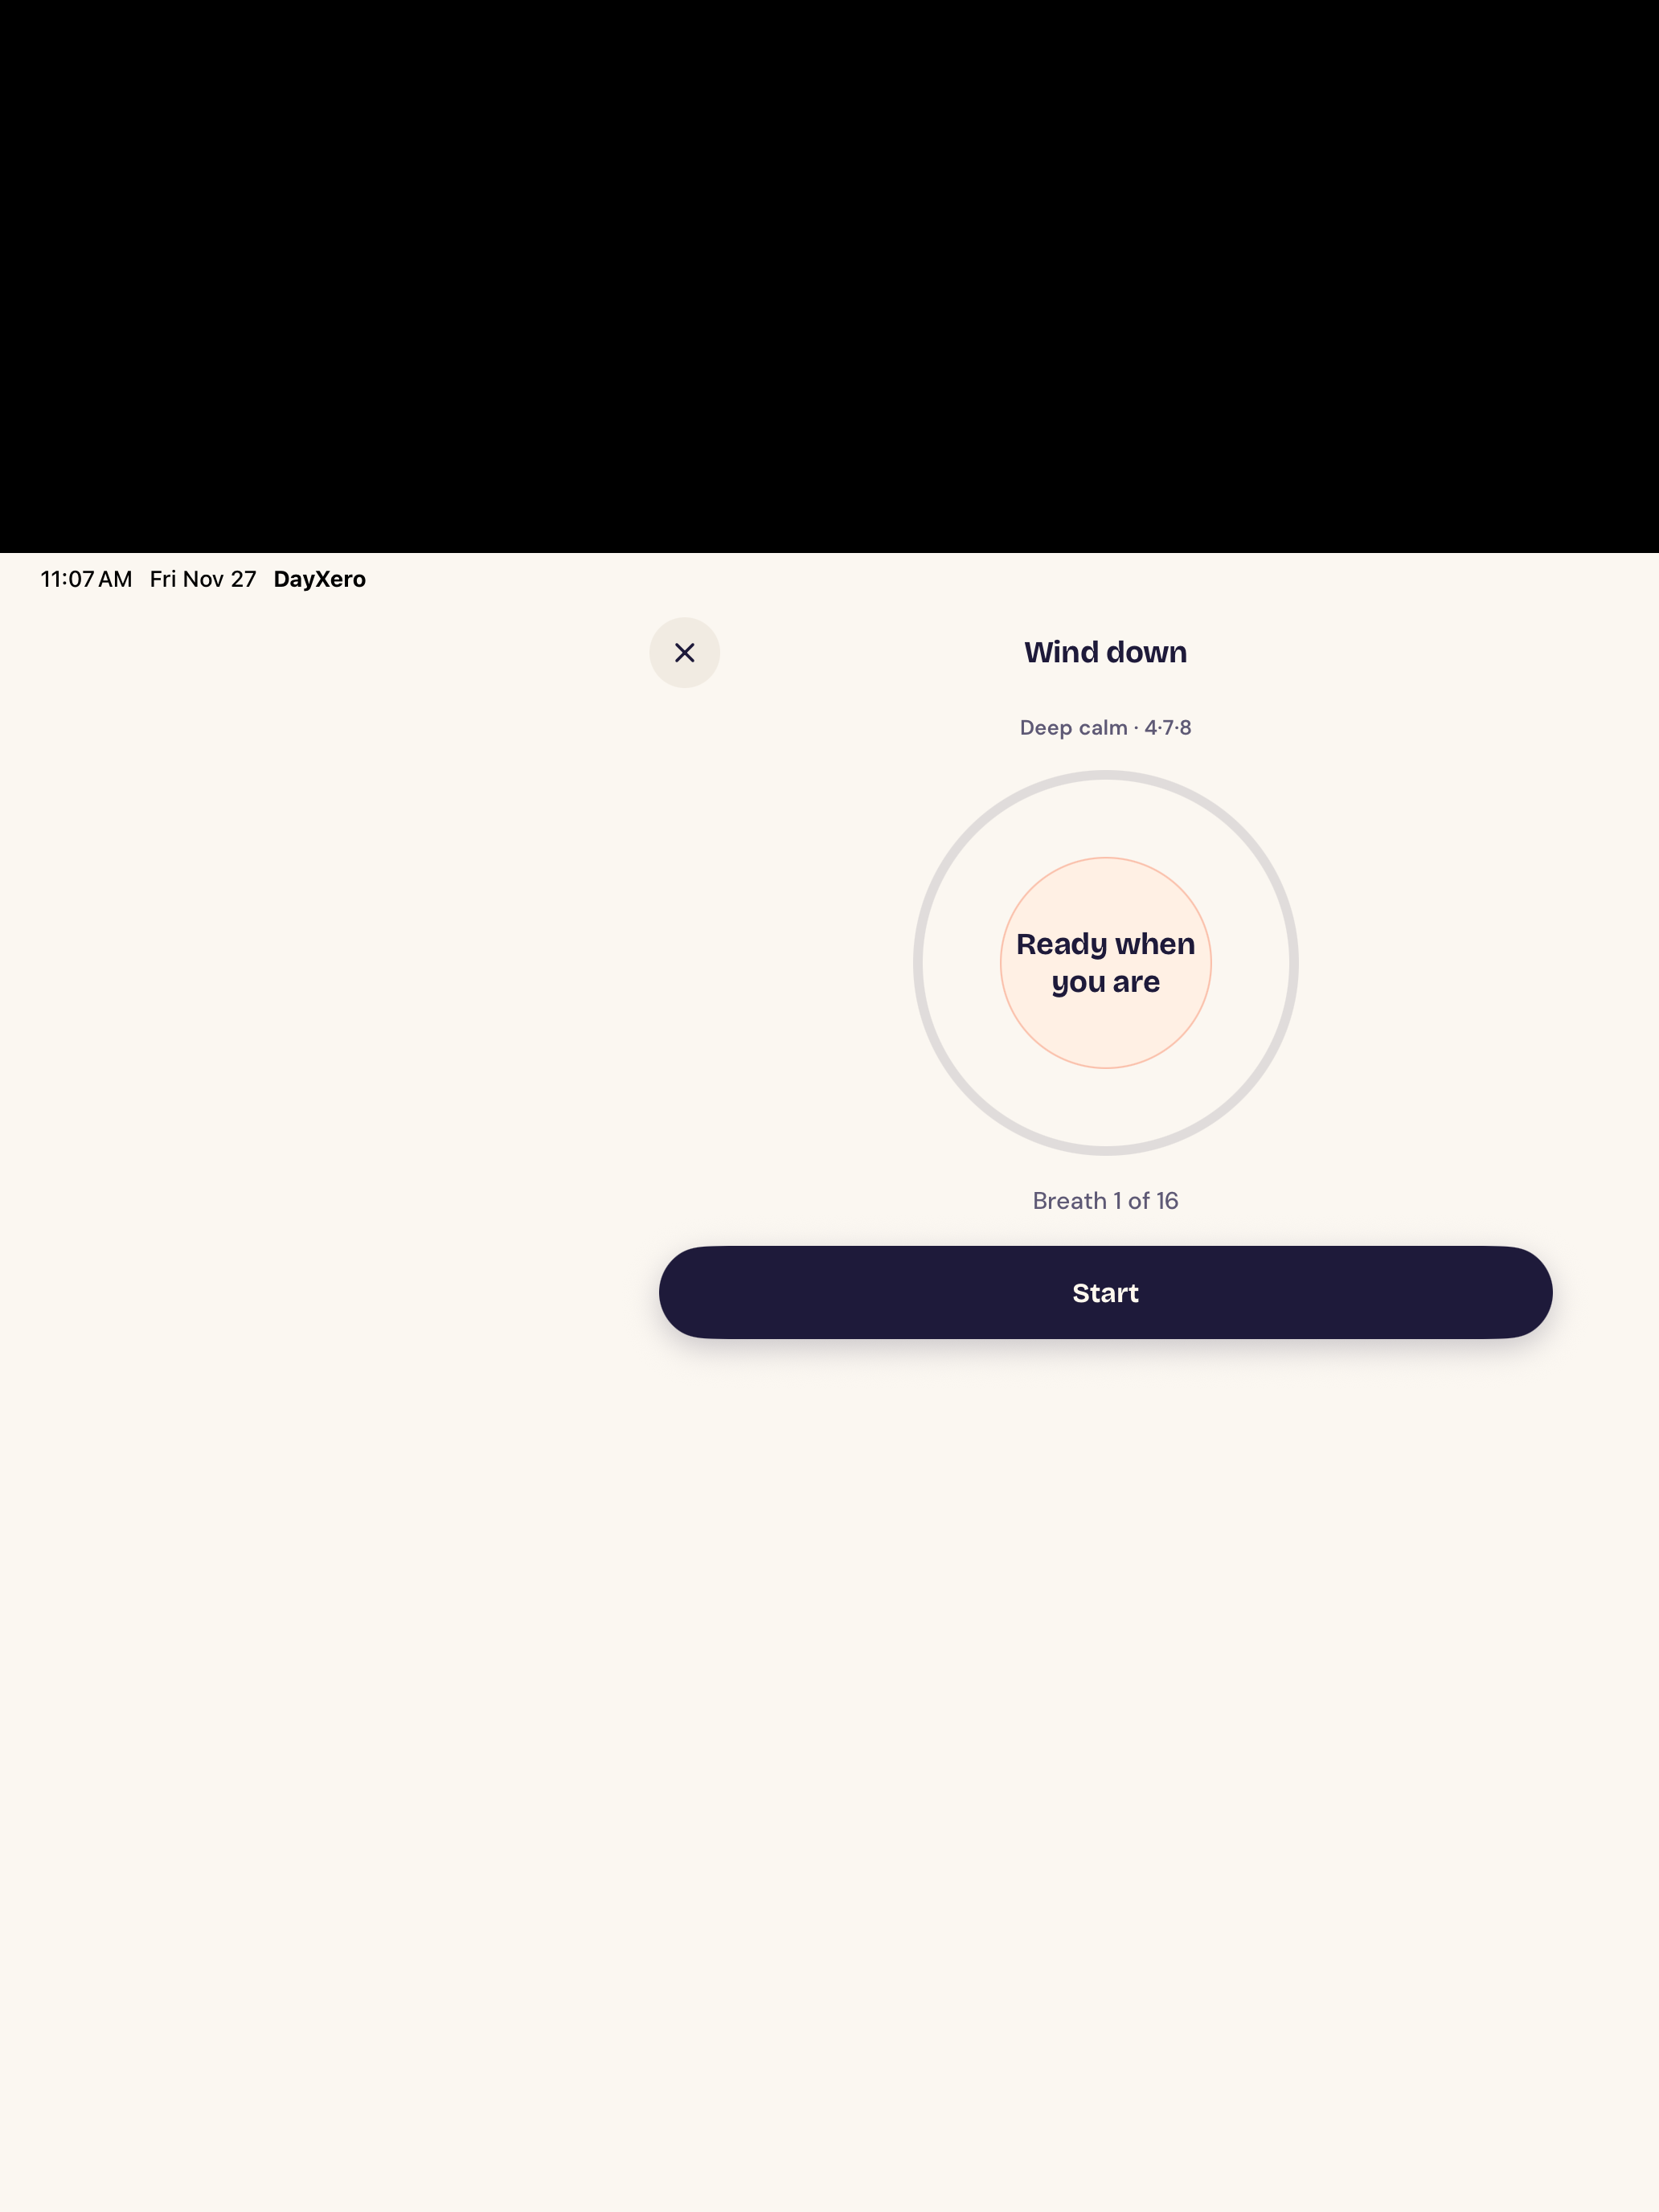 11:07 AM Fri Nov 27 DayXero
Wind down
Deep calm · 4·7·8
Ready when
you are
Breath 1 of 16
Start